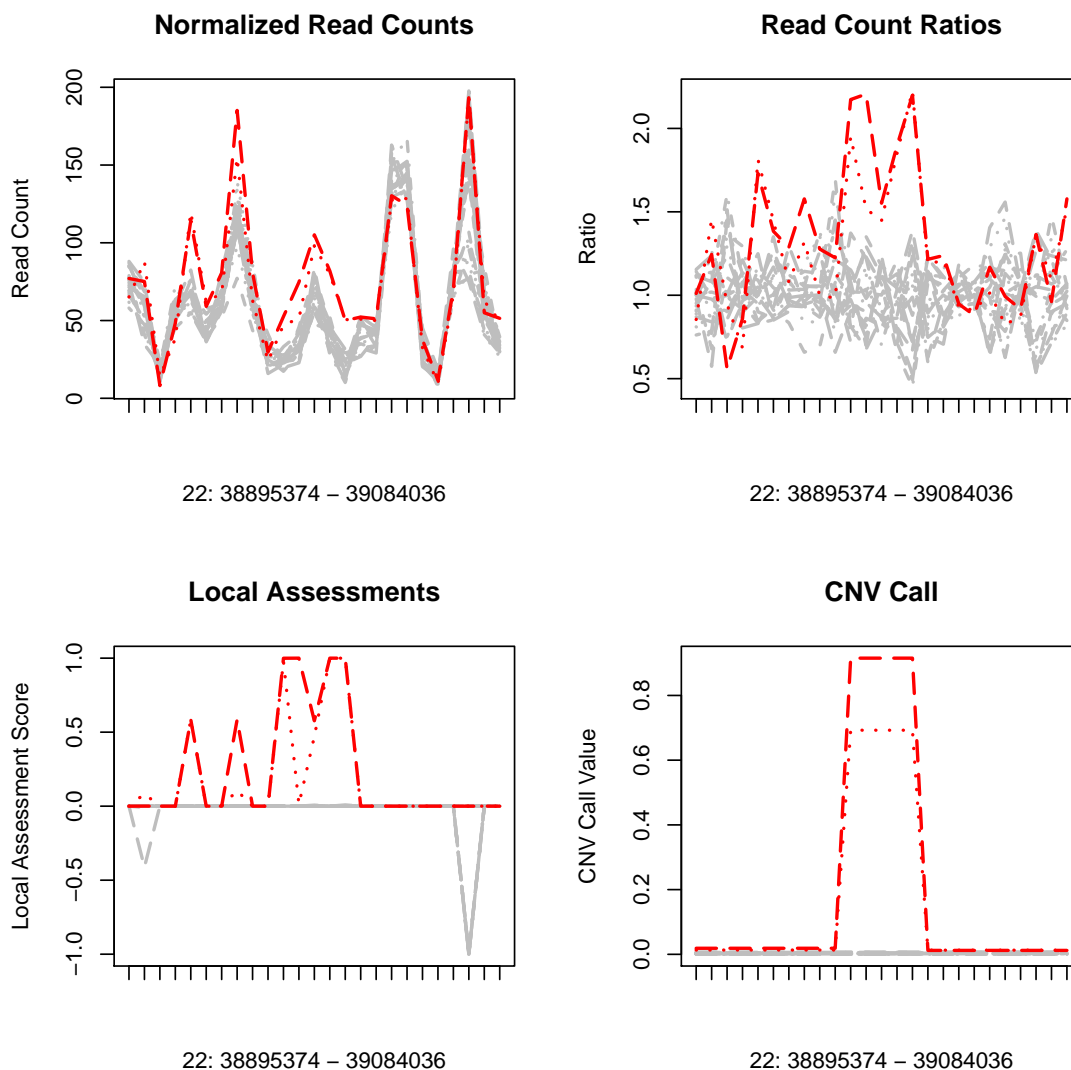 Normalized Read Counts
Read Count
0
50
100
150
200
22: 38895374 – 39084036
Read Count Ratios
Ratio
0.5
1.0
1.5
2.0
22: 38895374 – 39084036
Local Assessments
Local Assessment Score
−1.0
−0.5
0.0
0.5
1.0
22: 38895374 – 39084036
CNV Call
CNV Call Value
0.0
0.2
0.4
0.6
0.8
22: 38895374 – 39084036